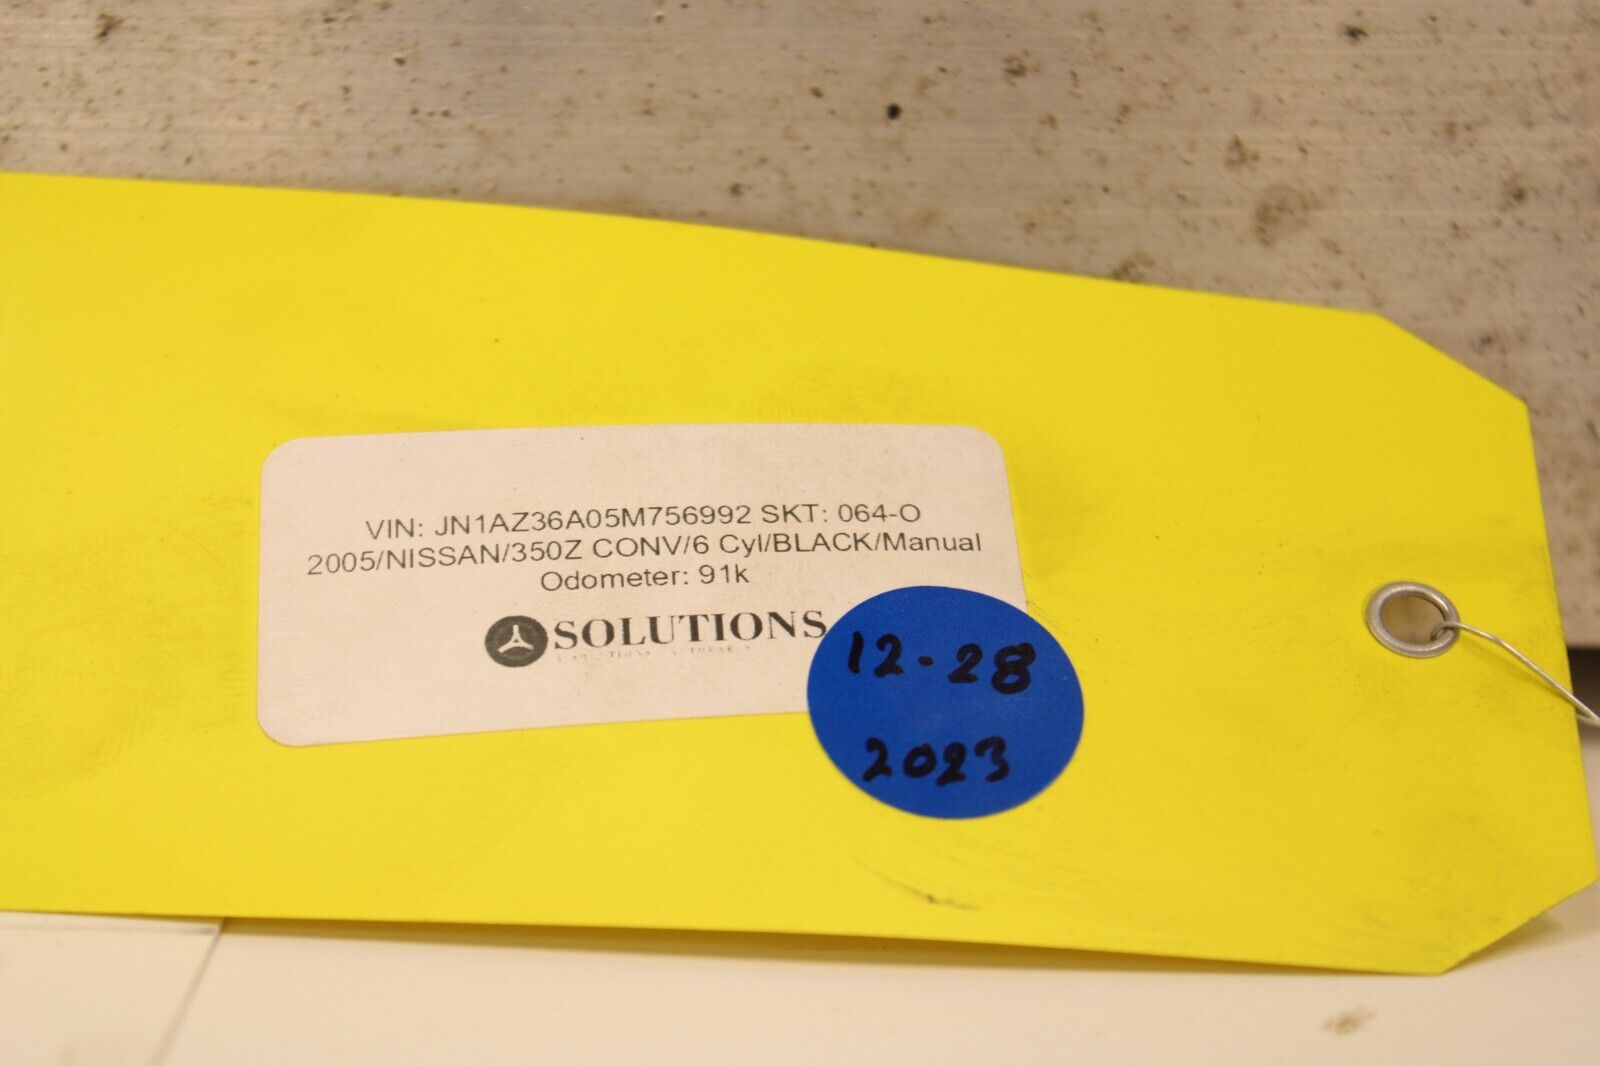 VIN: JN1AZ36A05M756992 SKT: 064-O
2005/NISSAN/350Z CONV/6 Cyl/BLACK/Manual
Odometer: 91k
SOLUTIONS
12-28
2023